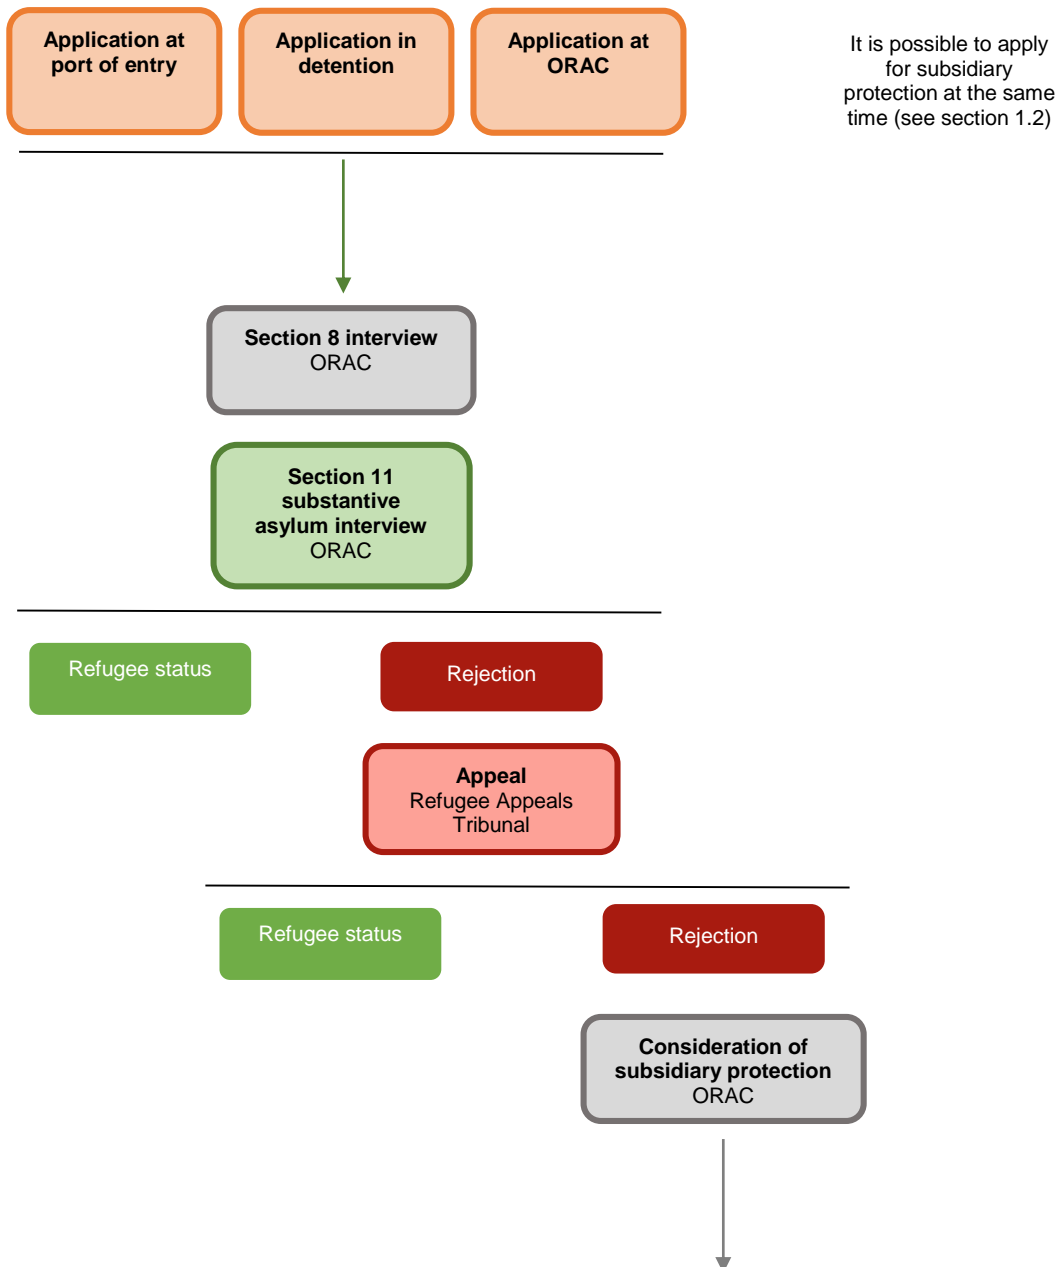 Application at
port of entry
Application in
detention
Application at
ORAC
It is possible to apply
for subsidiary
protection at the same
time (see section 1.2)
Section 8 interview
ORAC
Section 11
substantive
asylum interview
ORAC
Refugee status
Rejection
Appeal
Refugee Appeals
Tribunal
Refugee status
Rejection
Consideration of
subsidiary protection
ORAC